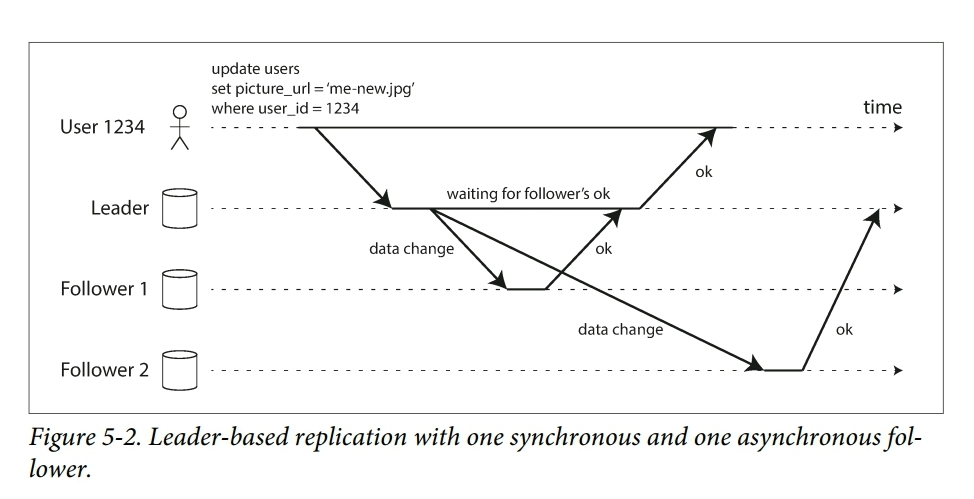 update users
set picture_url = ‘me-new.jpg’
where user_id = 1234
time
User 1234
ok
waiting for follower’s ok
Leader
data change
ok
Follower 1
data change
ok
Follower 2
Figure 5-2. Leader-based replication with one synchronous and one asynchronous fol-
lower.